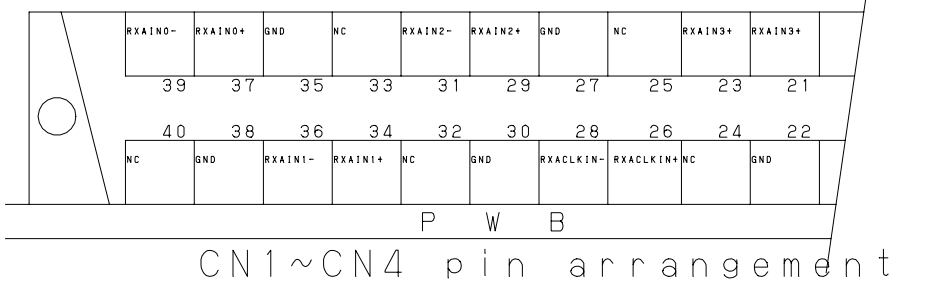 RXAIN0- RXAIN0+ GND NC RXAIN2- RXAIN2+ GND NC RXAIN3+ RXAIN3+
39 37 35 33 31 29 27 25 23 21
40 38 36 34 32 30 28 26 24 22
NC GND RXAIN1- RXAIN1+ NC GND RXACLKIN- RXACLKIN+ NC GND
P W B
CN1~CN4 pin arrangement